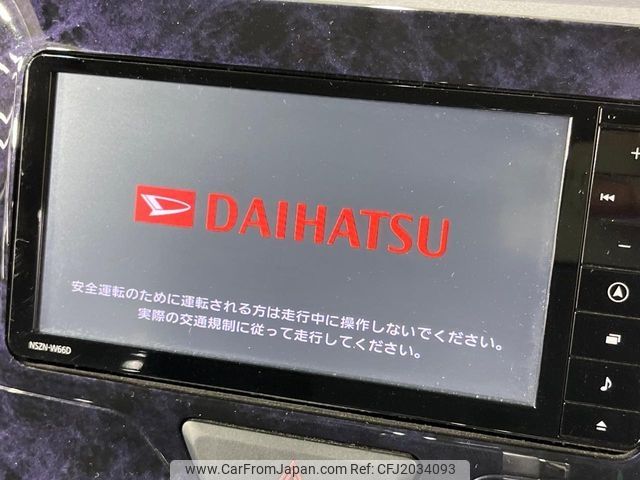 DAIHATSU
安全運転のために運転される方は走行中に操作しないでください。
実際の交通規制に従って走行してください。
NSZN-W66D
www.CarFromJapan.com | CFJ2034093